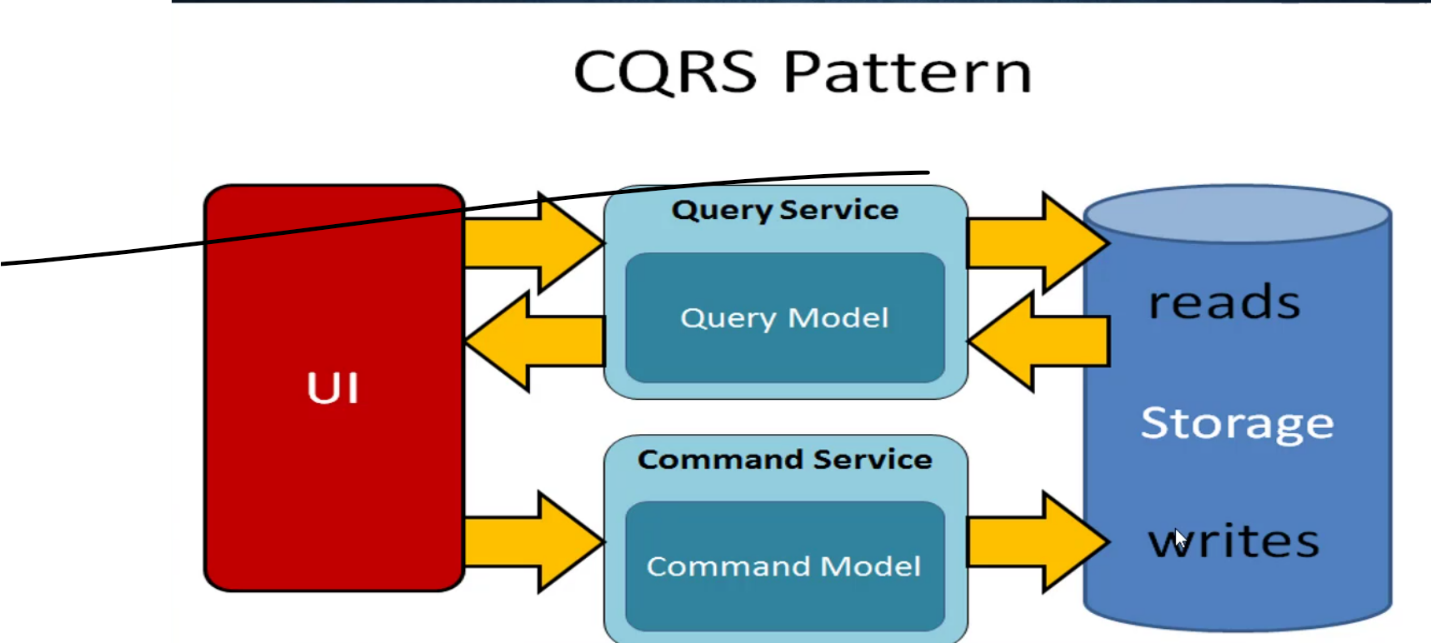 CQRS Pattern
UI
Query Service
Query Model
Command Service
Command Model
reads
Storage
writes